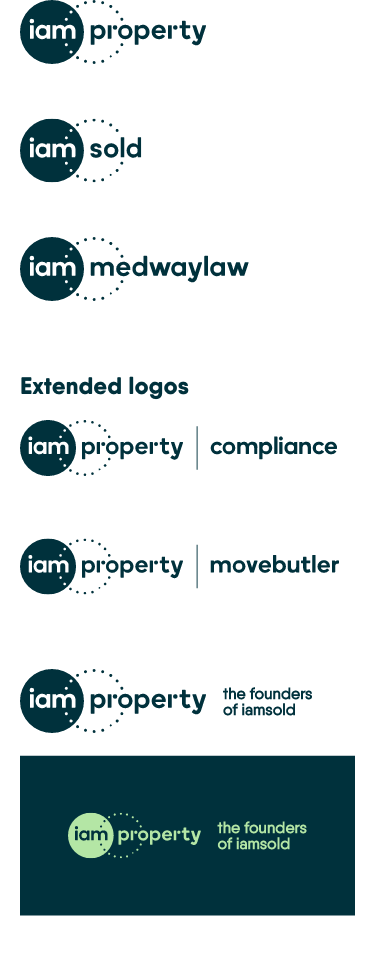 iam property
iam sold
iam medwaylaw
Extended logos
iam property | compliance
iam property | movebutler
iam property the founders
of iamsold
iam property the founders
of iamsold